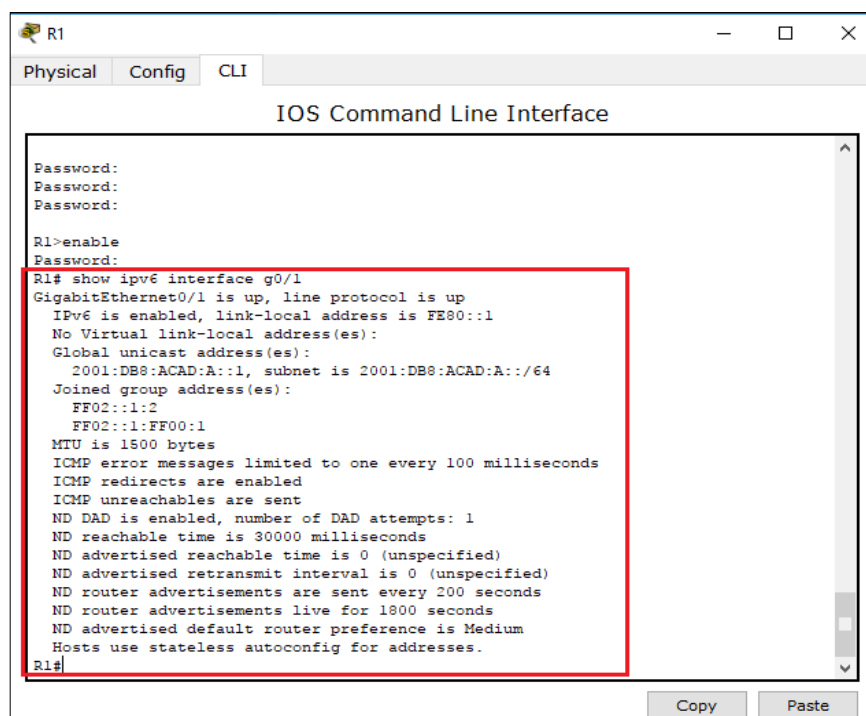 R1
Physical Config CLI
IOS Command Line Interface
Password:
Password:
Password:
R1>enable
Password:
R1# show ipv6 interface g0/1
GigabitEthernet0/1 is up, line protocol is up
IPv6 is enabled, link-local address is FE80::1
No Virtual link-local address(es):
Global unicast address(es):
2001:DB8:ACAD:A::1, subnet is 2001:DB8:ACAD:A::/64
Joined group address(es):
FF02::1:2
FF02::1:FF00:1
MTU is 1500 bytes
ICMP error messages limited to one every 100 milliseconds
ICMP redirects are enabled
ICMP unreachables are sent
ND DAD is enabled, number of DAD attempts: 1
ND reachable time is 30000 milliseconds
ND advertised reachable time is 0 (unspecified)
ND advertised retransmit interval is 0 (unspecified)
ND router advertisements are sent every 200 seconds
ND router advertisements live for 1800 seconds
ND advertised default router preference is Medium
Hosts use stateless autoconfig for addresses.
R1#
Copy Paste